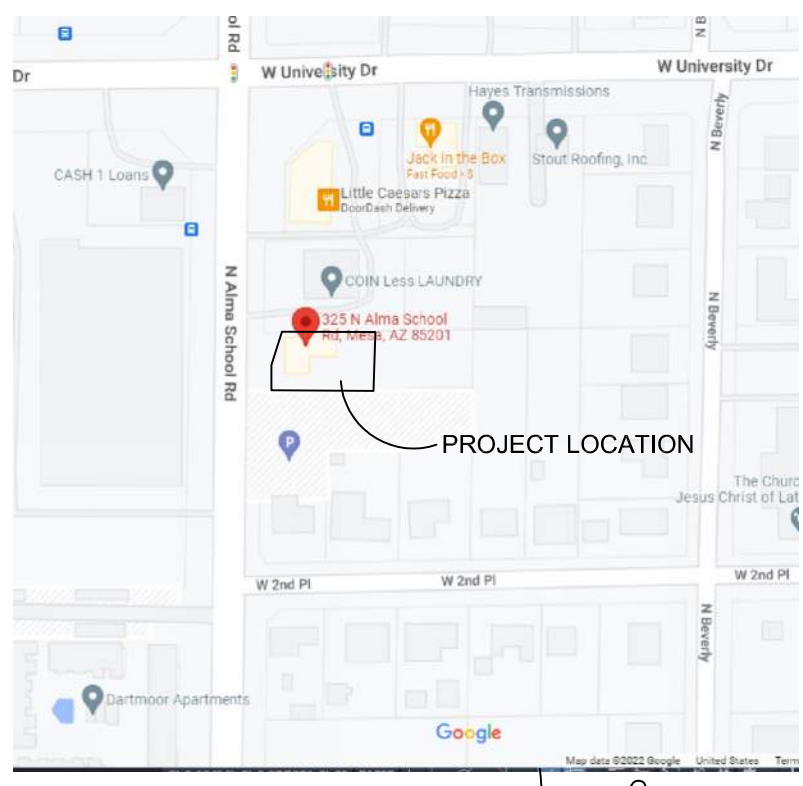 ol Rd
N B
Dr
W University Dr
W University Dr
Hayes Transmissions
N Beverly
Jack in the Box
Fast Food • $
Stout Roofing, Inc
CASH 1 Loans
Little Caesars Pizza
DoorDash Delivery
N Alma School Rd
COIN Less LAUNDRY
N Beverly
325 N Alma School
Rd, Mesa, AZ 85201
P
PROJECT LOCATION
The Churc
Jesus Christ of Lat
W 2nd Pl
W 2nd Pl
W 2nd Pl
N Beverly
Dartmoor Apartments
Google
Map data ©2022 Google United States Term